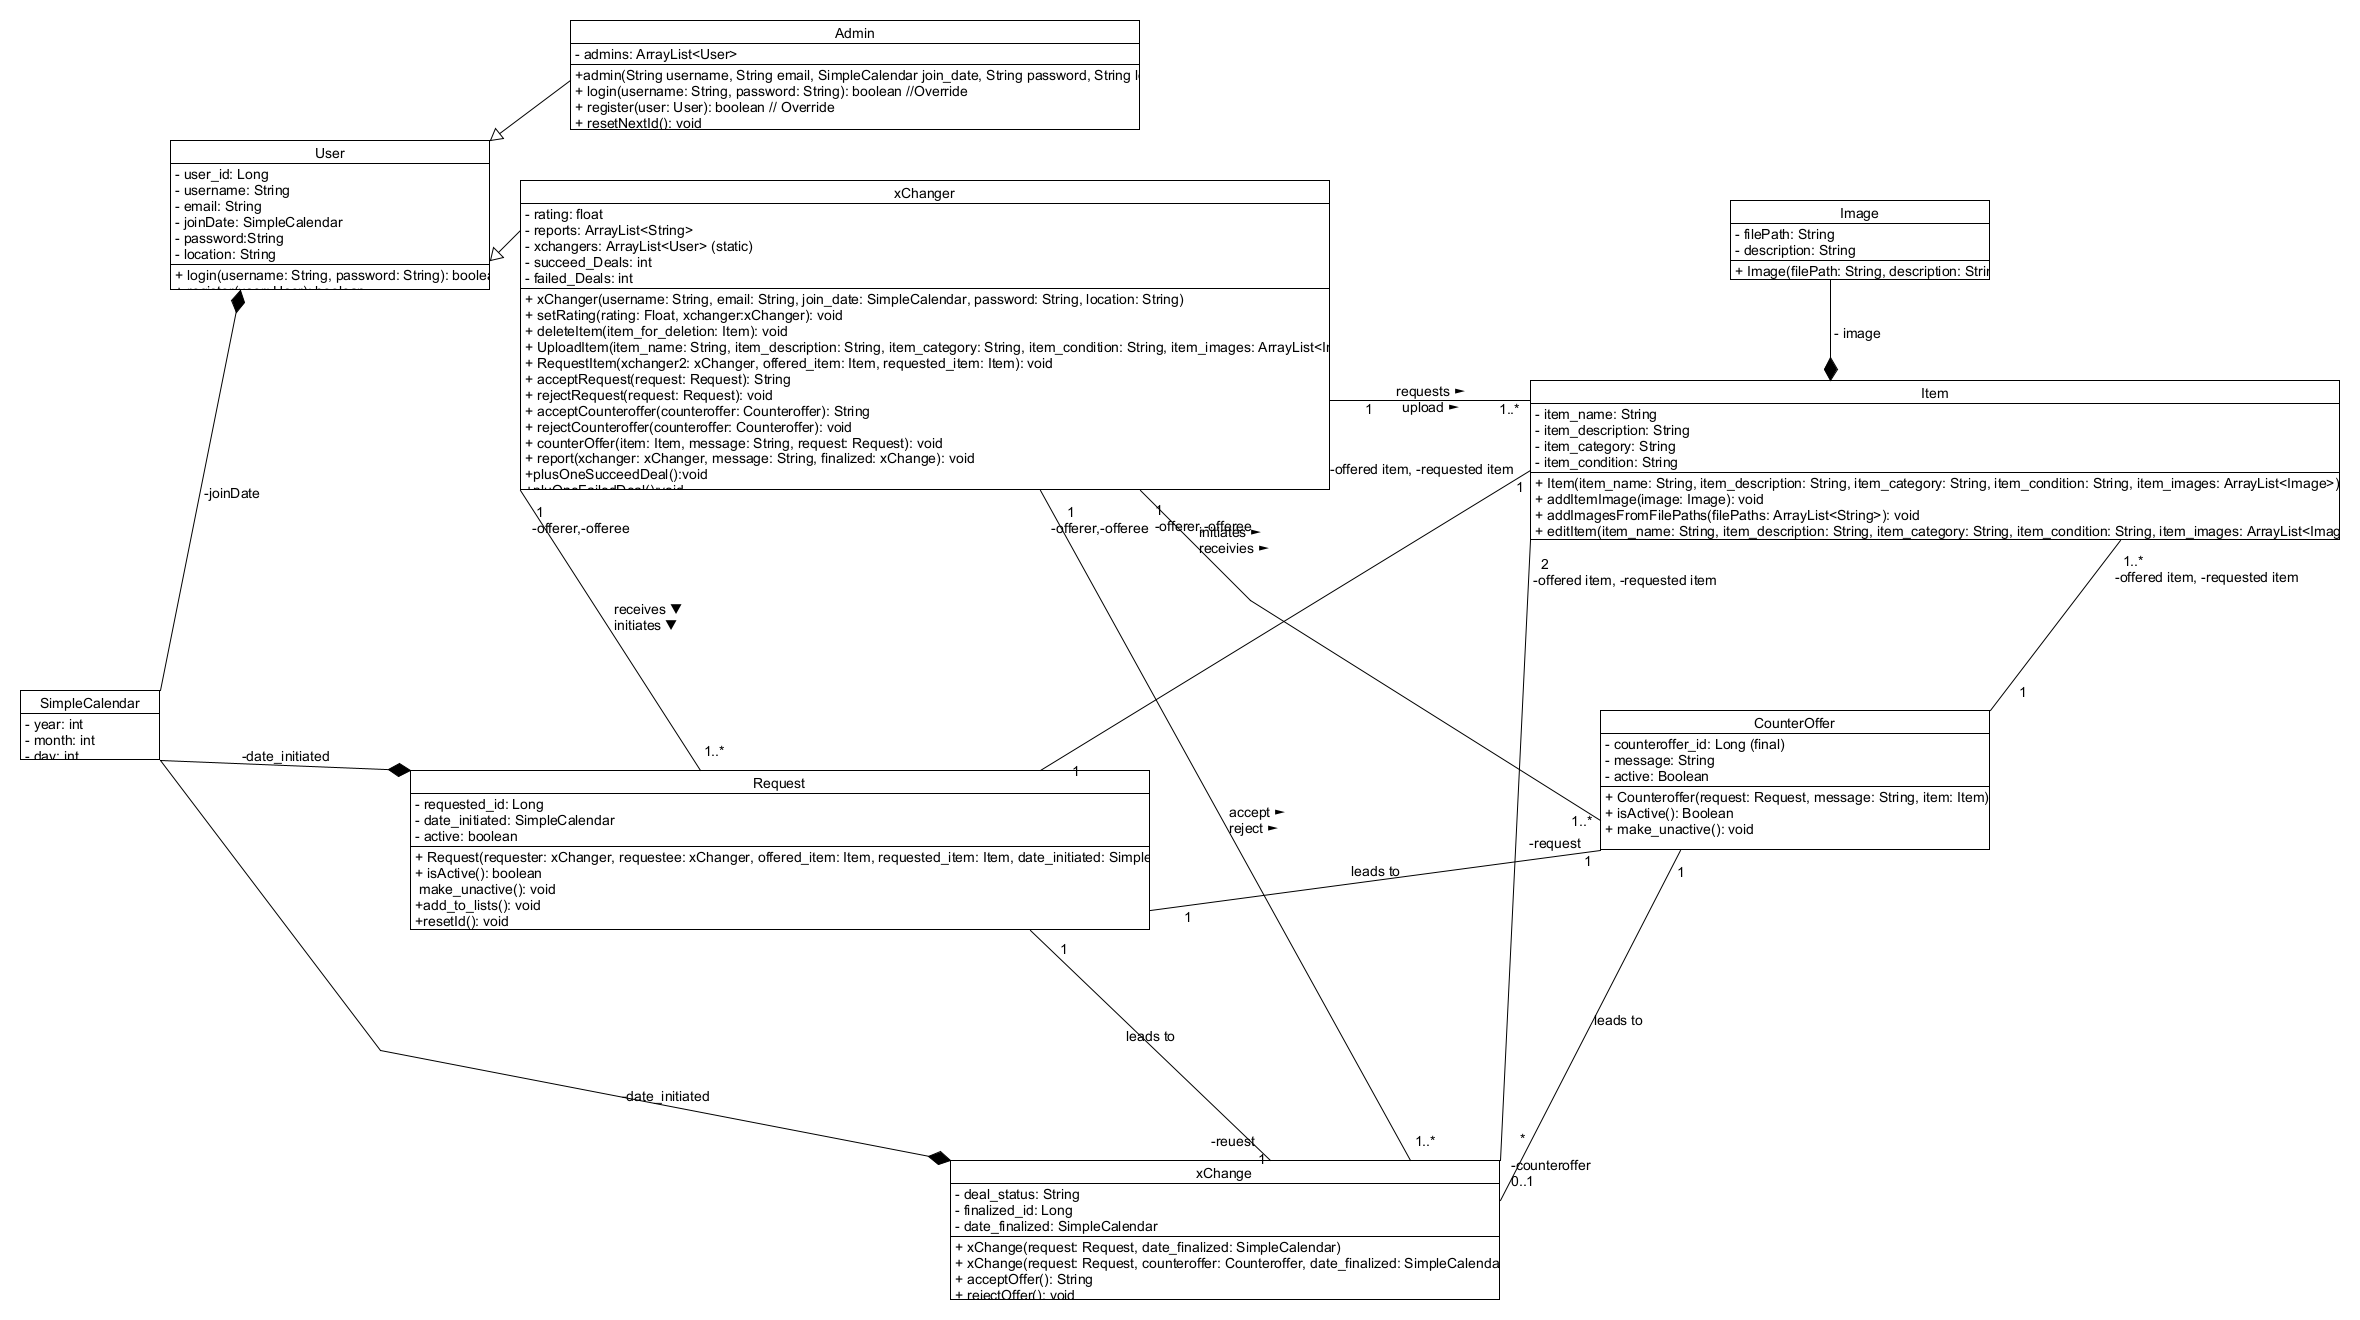 Admin
- admins: ArrayList<User>
+admin(String username, String email, SimpleCalendar join_date, String password, String
+ login(username: String, password: String): boolean //Override
+ register(user: User): boolean // Override
+ resetNextId(): void
User
- user_id: Long
- username: String
- email: String
- joinDate: SimpleCalendar
- password:String
- location: String
+ login(username: String, password: String):
xChanger
- rating: float
- reports: ArrayList<String>
- xchangers: ArrayList<User> (static)
- succeed_Deals: int
- failed_Deals: int
+ xChanger(username: String, email: String, join_date: SimpleCalendar, password: String, location: String)
+ setRating(rating: Float, xchanger:xChanger): void
+ deleteItem(item_for_deletion: Item): void
+ UploadItem(item_name: String, item_description: String, item_category: String, item_condition: String, item_images:
+ RequestItem(xchanger2: xChanger, offered_item: Item, requested_item: Item): void
+ acceptRequest(request: Request): String
+ rejectRequest(request: Request): void
+ acceptCounteroffer(counteroffer: Counteroffer): String
+ rejectCounteroffer(counteroffer: Counteroffer): void
+ counterOffer(item: Item, message: String, request: Request): void
+ report(xchanger: xChanger, message: String, finalized: xChange): void
+plusOneSucceedDeal():void
Image
- filePath: String
- description: String
+ Image(filePath: String, description:
- image
requests ►
upload ►
1
1..*
Item
- item_name: String
- item_description: String
- item_category: String
- item_condition: String
+ Item(item_name: String, item_description: String, item_category: String, item_condition: String, item_images: ArrayList<Image>)
+ addItemImage(image: Image): void
+ addImagesFromFilePaths(filePaths: ArrayList<String>): void
+ editItem(item_name: String, item_description: String, item_category: String, item_condition: String, item_images:
-offered item, -requested item
1
-joinDate
1
-offerer,-offeree
1
-offerer,-offeree
1
-offerer,-offeree
initiates ►
receivies ►
2
-offered item, -requested item
1..*
-offered item, -requested item
receives ▼
initiates ▼
1
SimpleCalendar
- year: int
- month: int
- day: int
-date_initiated
1..*
1
Request
- requested_id: Long
- date_initiated: SimpleCalendar
- active: boolean
+ Request(requester: xChanger, requestee: xChanger, offered_item: Item, requested_item: Item, date_initiated:
+ isActive(): boolean
make_unactive(): void
+add_to_lists(): void
+resetId(): void
accept ►
reject ►
CounterOffer
- counteroffer_id: Long (final)
- message: String
- active: Boolean
+ Counteroffer(request: Request, message: String, item: Item)
+ isActive(): Boolean
+ make_unactive(): void
1..*
-request
1
leads to
1
1
1
leads to
leads to
-date_initiated
-reuest
1
1..*
*
-counteroffer
0..1
xChange
- deal_status: String
- finalized_id: Long
- date_finalized: SimpleCalendar
+ xChange(request: Request, date_finalized: SimpleCalendar)
+ xChange(request: Request, counteroffer: Counteroffer, date_finalized:
+ acceptOffer(): String
+ rejectOffer(): void